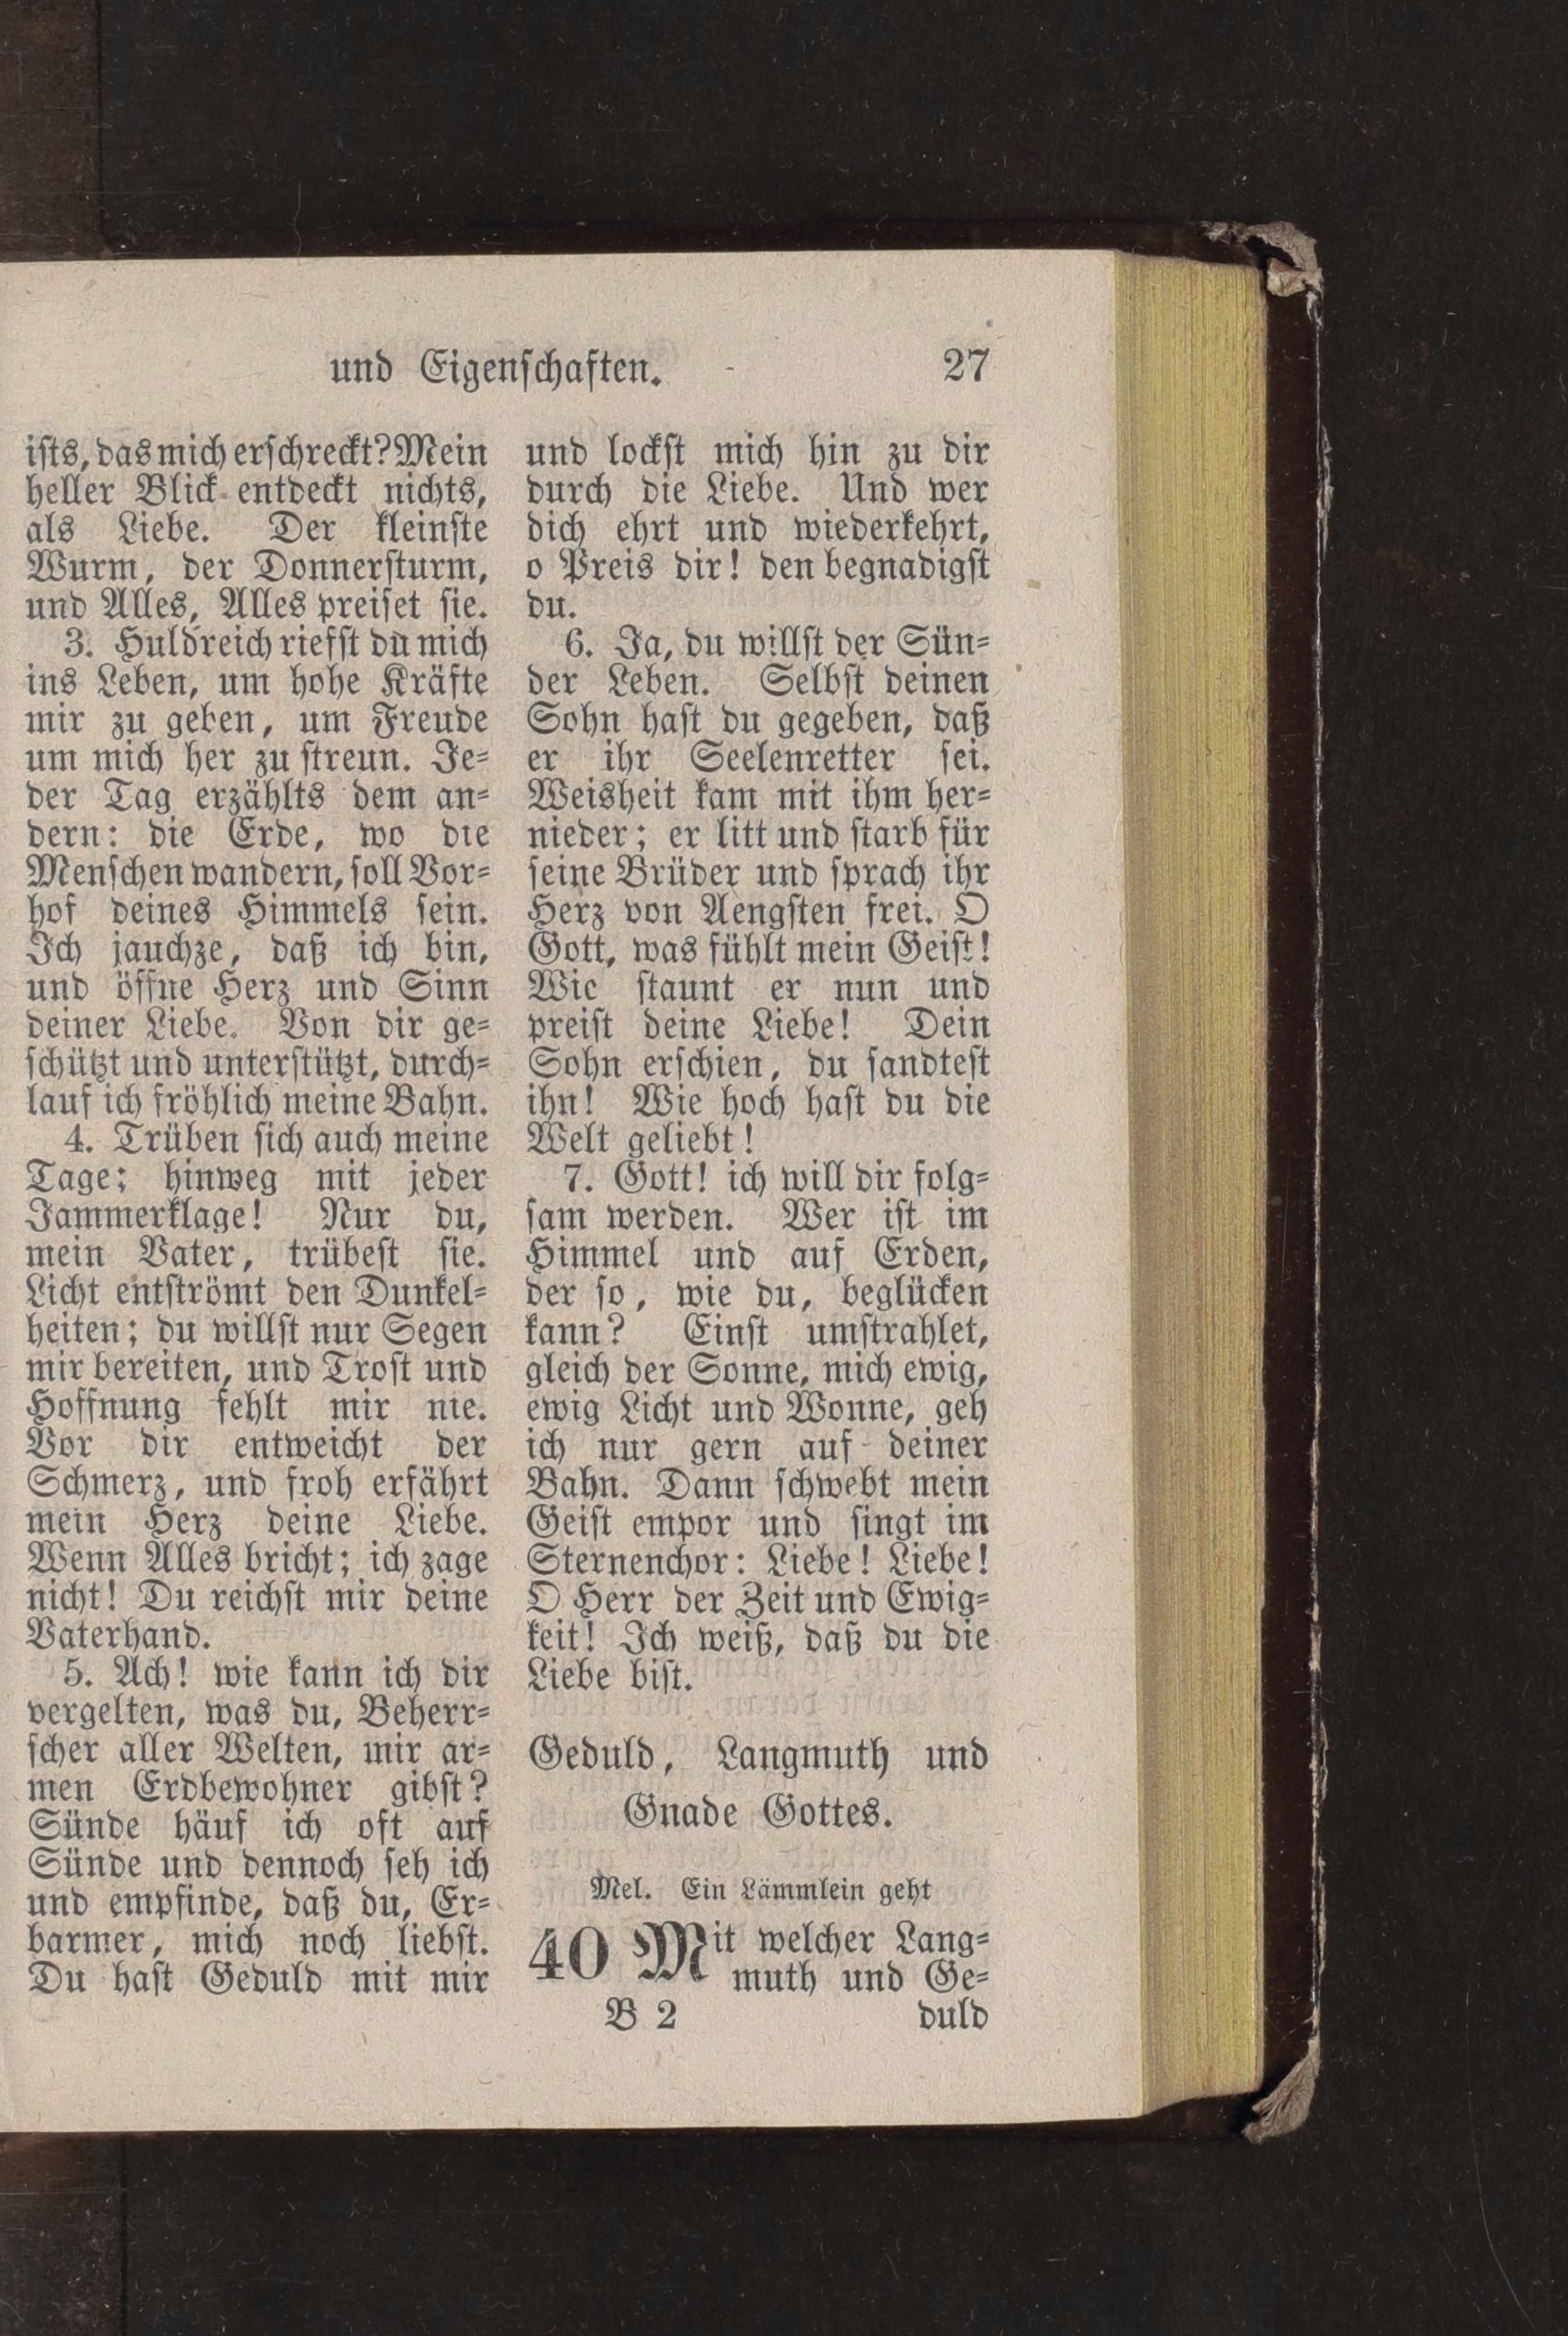 und Eigenschaften.
27
ists, das mich erschreckt? Mein
heller Blick entdeckt nichts,
als Liebe. Der kleinste
Wurm, der Donnersturm,
und Alles, Alles preiset sie.
3. Huldreich riefst du mich
ins Leben, um hohe Kräfte
mir zu geben, um Freude
um mich her zu streun. Je-
der Tag erzählts dem an-
dern: die Erde, wo die
Menschen wandern, soll Vor-
hof deines Himmels sein.
Ich jauchze, daß ich bin,
und öffne Herz und Sinn
deiner Liebe. Von dir ge-
schützt und unterstützt, durch-
lauf ich fröhlich meine Bahn.
4. Trüben sich auch meine
Tage: hinweg mit jeder
Jammerklage! Nur du,
mein Vater, trübest sie.
Licht entströmt den Dunkel-
heiten; du willst nur Segen
mir bereiten, und Trost und
Hoffnung fehlt mir nie.
Vor dir entweicht der
Schmerz, und froh erfährt
mein Herz deine Liebe.
Wenn Alles bricht; ich zage
nicht! Du reichst mir deine
Vaterhand.
5. Ach! wie kann ich dir
vergelten, was du, Beherr-
scher aller Welten, mir ar-
men Erdbewohner gibst?
Sünde häuf ich oft auf
Sünde und dennoch seh ich
und empfinde, daß du, Er-
barmer, mich noch liebst.
Du hast Geduld mit mir
und lockst mich hin zu dir
durch die Liebe. Und wer
dich ehrt und wiederkehrt,
o Preis dir! den begnadigst
du.
6. Ja, du willst der Sün-
der Leben. Selbst deinen
Sohn hast du gegeben, daß
er ihr Seelenretter sei.
Weisheit kam mit ihm her-
nieder; er litt und starb für
seine Brüder und sprach ihr
Herz von Aengsten frei. O
Gott, was fühlt mein Geist!
Wie staunt er nun und
preist deine Liebe! Dein
Sohn erschien, du sandtest
ihn! Wie hoch hast du die
Welt geliebt!
7. Gott! ich will dir folg-
sam werden. Wer ist im
Himmel und auf Erden,
der so, wie du, beglücken
kann? Einst umstrahlet,
gleich der Sonne, mich ewig,
ewig Licht und Wonne, geh
ich nur gern auf deiner
Bahn. Dann schwebt mein
Geist empor und singt im
Sternenchor: Liebe! Liebe!
O Herr der Zeit und Ewig-
keit! Ich weiß, daß du die
Liebe bist.
Geduld, Langmuth und
Gnade Gottes.
Mel. Ein Lämmlein geht
40 Mit welcher Lang-
muth und Ge-
B 2 duld